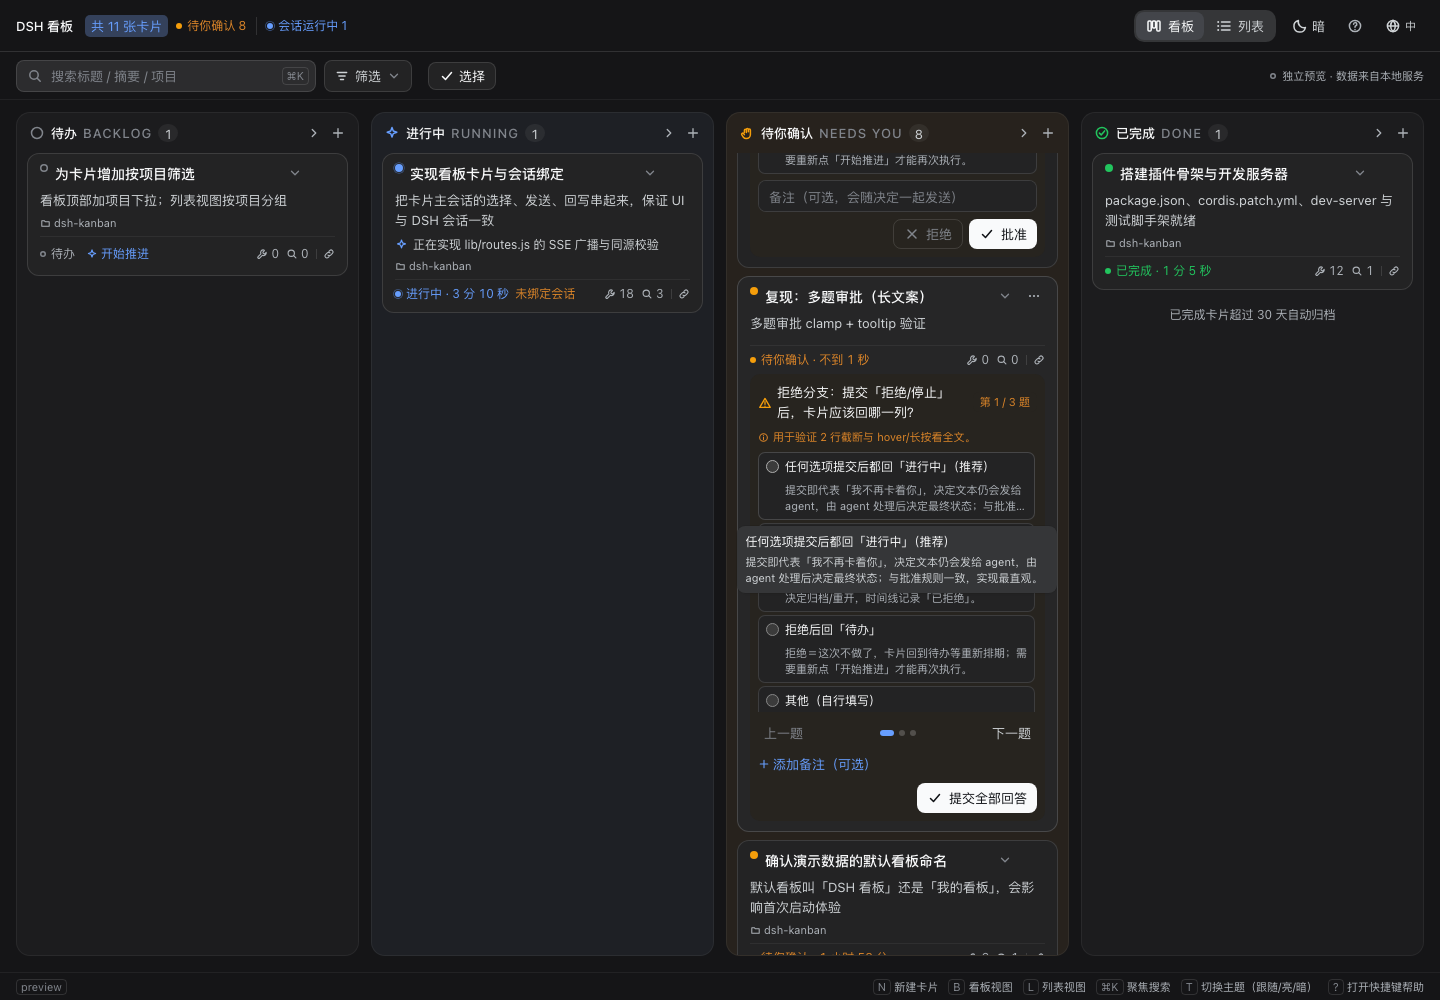 DSH 看板
共 11 张卡片
待你确认 8
会话运行中 1
看板
列表
暗
中
搜索标题 / 摘要 / 项目
⌘K
筛选
选择
独立预览 · 数据来自本地服务
待办 BACKLOG 1
为卡片增加按项目筛选
看板顶部加项目下拉；列表视图按项目分组
dsh-kanban
待办 开始推进 0 0
进行中 RUNNING 1
实现看板卡片与会话绑定
把卡片主会话的选择、发送、回写串起来，保证 UI
与 DSH 会话一致
正在实现 lib/routes.js 的 SSE 广播与同源校验
dsh-kanban
进行中 · 3 分 10 秒 未绑定会话 18 3
待你确认 NEEDS YOU 8
要重新点「开始推进」才能再次执行。
备注（可选，会随决定一起发送）
拒绝
批准
复现：多题审批（长文案）
多题审批 clamp + tooltip 验证
待你确认 · 不到 1 秒 0 0
拒绝分支：提交「拒绝/停止」
后，卡片应该回哪一列？
第 1 / 3 题
用于验证 2 行截断与 hover/长按看全文。
任何选项提交后都回「进行中」（推荐）
提交即代表「我不再卡着你」，决定文本仍会发给
agent，由 agent 处理后决定最终状态；与批准…
任何选项提交后都回「进行中」（推荐）
提交即代表「我不再卡着你」，决定文本仍会发给 agent，由
agent 处理后决定最终状态；与批准规则一致，实现最直观。
决定归档/重开，时间线记录「已拒绝」。
拒绝后回「待办」
拒绝＝这次不做了，卡片回到待办等重新排期；需
要重新点「开始推进」才能再次执行。
其他（自行填写）
上一题
下一题
+ 添加备注（可选）
提交全部回答
确认演示数据的默认看板命名
默认看板叫「DSH 看板」还是「我的看板」，会影
响首次启动体验
dsh-kanban
已完成 DONE 1
搭建插件骨架与开发服务器
package.json、cordis.patch.yml、dev-server 与
测试脚手架就绪
dsh-kanban
已完成 · 1 分 5 秒 12 1
已完成卡片超过 30 天自动归档
preview
N 新建卡片
B 看板视图
L 列表视图
⌘K 聚焦搜索
T 切换主题（跟随/亮/暗）
? 打开快捷键帮助